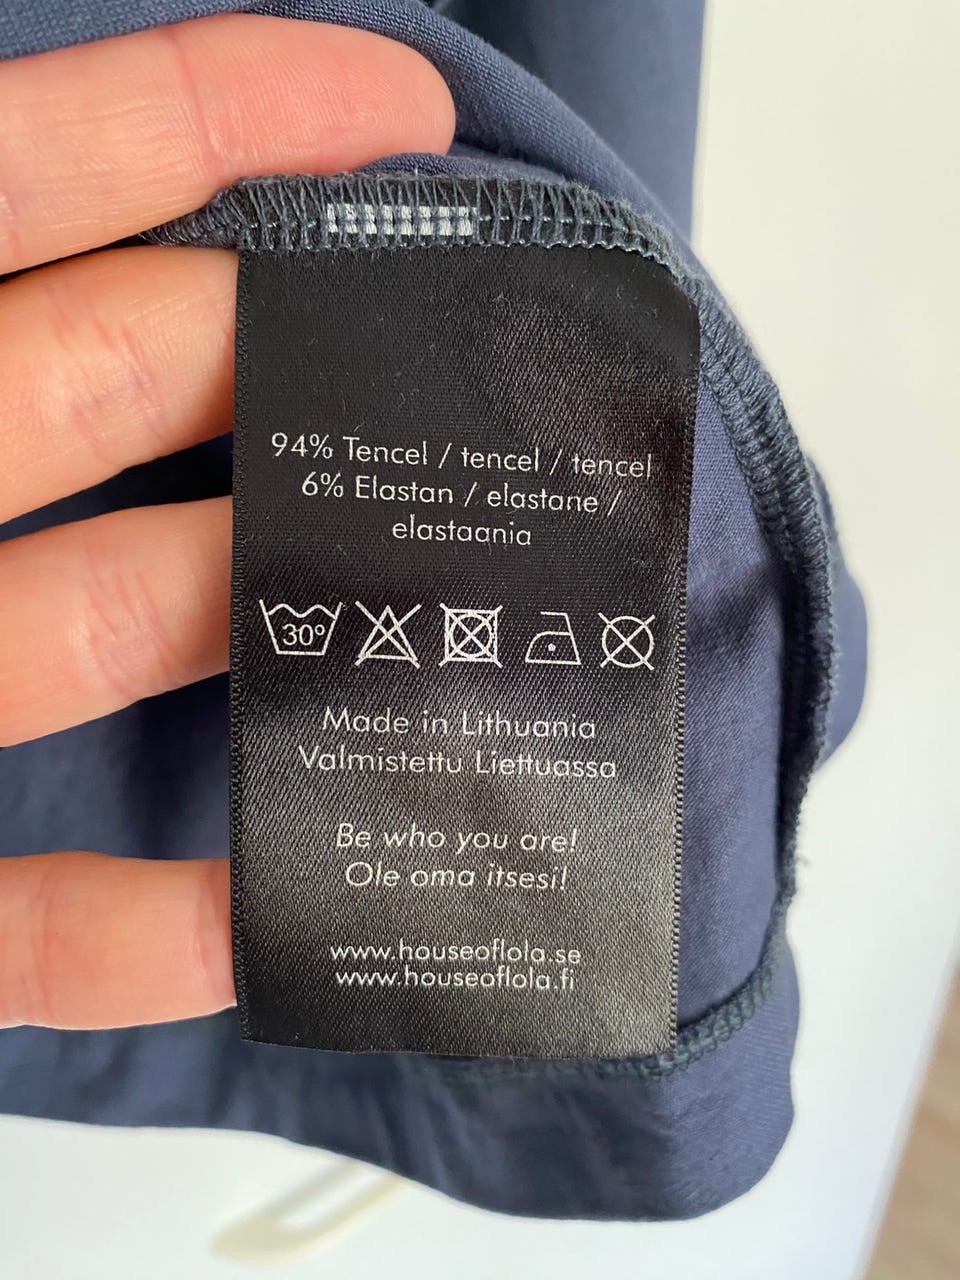 94% Tencel / tencel / tencel
6% Elastan / elastane /
elastaania
30°
Made in Lithuania
Valmistettu Liettuassa
Be who you are!
Ole oma itsesi!
www.houseoflola.se
www.houseoflola.fi